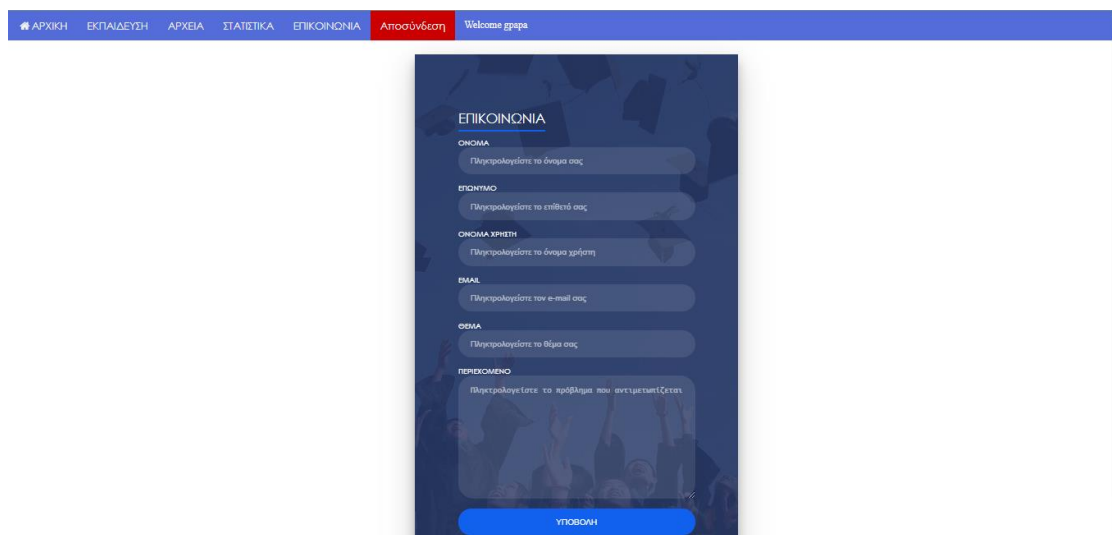 ΑΡΧΙΚΗ ΕΚΠΑΙΔΕΥΣΗ ΑΡΧΕΙΑ ΣΤΑΤΙΣΤΙΚΑ ΕΠΙΚΟΙΝΩΝΙΑ Αποσύνδεση Welcome gpapa
ΕΠΙΚΟΙΝΩΝΙΑ
ΟΝΟΜΑ
Πληκτρολογείστε το όνομα σας
ΕΠΩΝΥΜΟ
Πληκτρολογείστε το επίθετό σας
ΟΝΟΜΑ ΧΡΗΣΤΗ
Πληκτρολογείστε το όνομα χρήστη
EMAIL
Πληκτρολογείστε τον e-mail σας
ΘΕΜΑ
Πληκτρολογείστε το θέμα σας
ΠΕΡΙΕΧΟΜΕΝΟ
Πληκτρολογείστε το πρόβλημα που αντιμετωπίζεται
ΥΠΟΒΟΛΗ